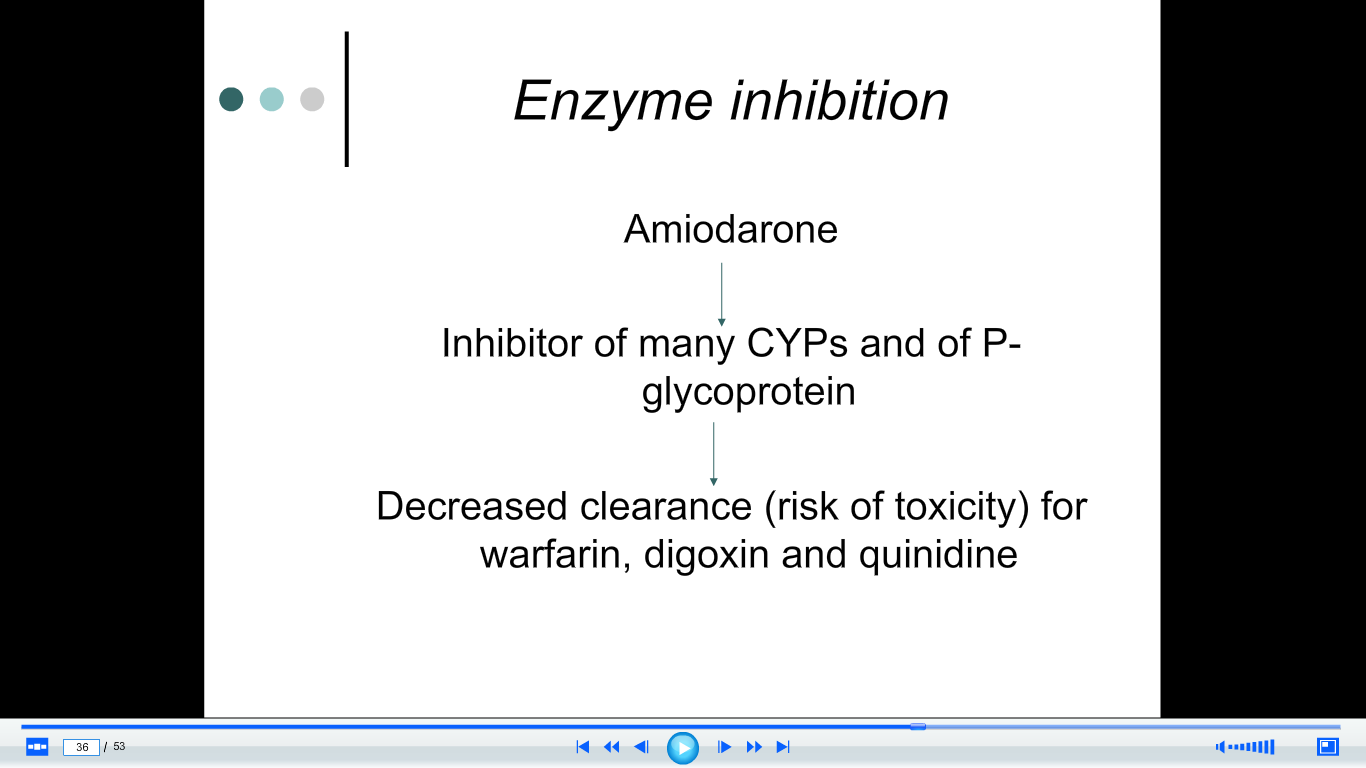 Enzyme inhibition
Amiodarone
Inhibitor of many CYPs and of P-
glycoprotein
Decreased clearance (risk of toxicity) for
warfarin, digoxin and quinidine
36 / 53